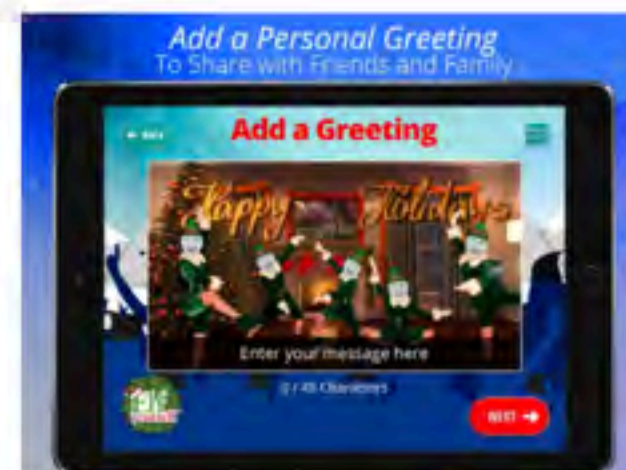 Add a Personal Greeting
To Share with Friends and Family
Add a Greeting
Happy Holidays
Enter your message here
0 / 45 Characters
NEXT